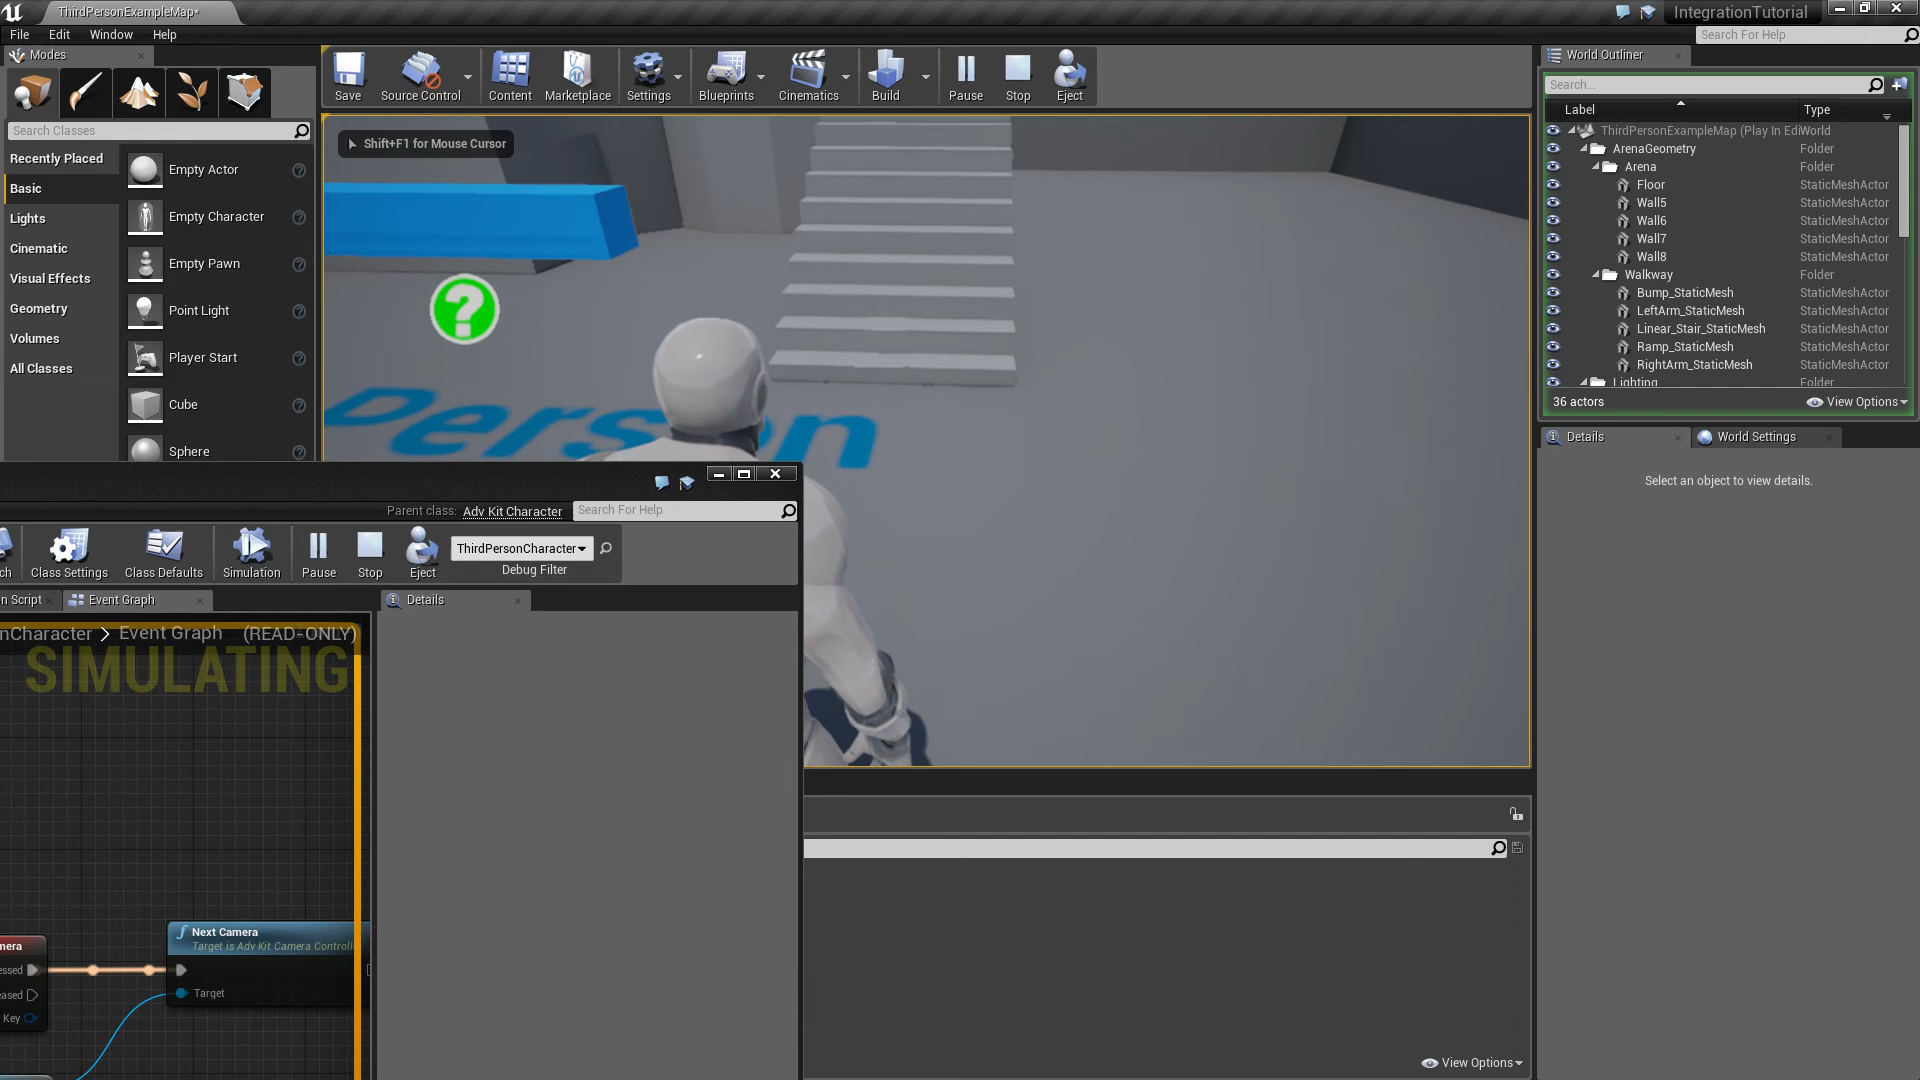 ThirdPersonExampleMap*
IntegrationTutorial
File Edit Window Help
Search For Help
Modes
Search Classes
Recently Placed
Basic
Lights
Cinematic
Visual Effects
Geometry
Volumes
All Classes
Empty Actor
Empty Character
Empty Pawn
Point Light
Player Start
Cube
Sphere
Save
Source Control
Content
Marketplace
Settings
Blueprints
Cinematics
Build
Pause
Stop
Eject
Shift+F1 for Mouse Cursor
Person
World Outliner
Search...
Label Type
ThirdPersonExampleMap (Play In Edi World
ArenaGeometry Folder
Arena Folder
Floor StaticMeshActor
Wall5 StaticMeshActor
Wall6 StaticMeshActor
Wall7 StaticMeshActor
Wall8 StaticMeshActor
Walkway Folder
Bump_StaticMesh StaticMeshActor
LeftArm_StaticMesh StaticMeshActor
Linear_Stair_StaticMesh StaticMeshActor
Ramp_StaticMesh StaticMeshActor
RightArm_StaticMesh StaticMeshActor
Lighting Folder
36 actors View Options
Details World Settings
Select an object to view details.
Parent class: Adv Kit Character
Search For Help
ch
Class Settings
Class Defaults
Simulation
Pause
Stop
Eject
ThirdPersonCharacter
Debug Filter
n Script Event Graph
Details
nCharacter > Event Graph (READ-ONLY)
SIMULATING
mera
essed
eased
Key
Next Camera
Target is Adv Kit Camera Controlle
Target
View Options